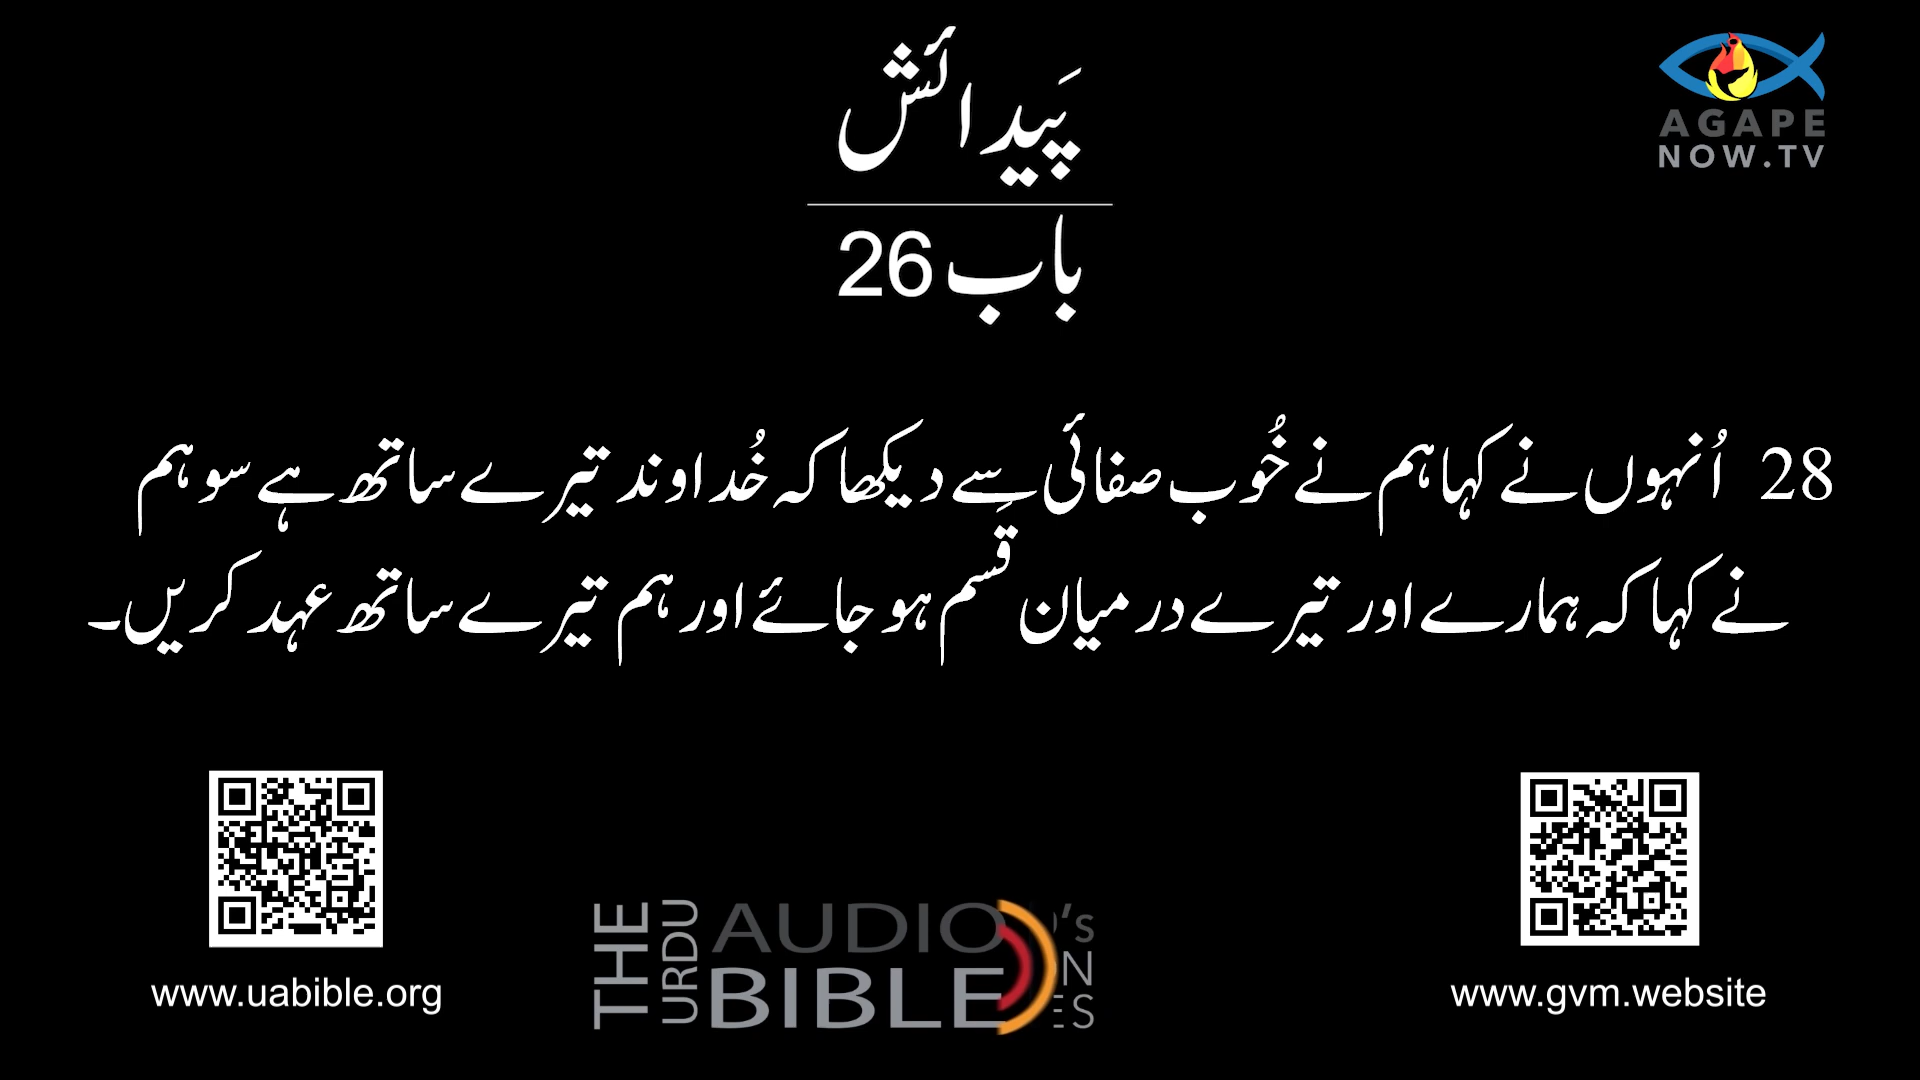 پَیدائش
باب 26
AGAPE
NOW.TV
28 اُنہوں نے کہا ہم نے خُوب صفائی سے دیکھا کہ خُداوند تیرے ساتھ ہے سو ہم
نے کہا کہ ہمارے اور تیرے درمیان قَسم ہو جائے اور ہم تیرے ساتھ عہد کریں۔
www.uabible.org
THE
URDU
AUDIO
BIBLE
www.gvm.website